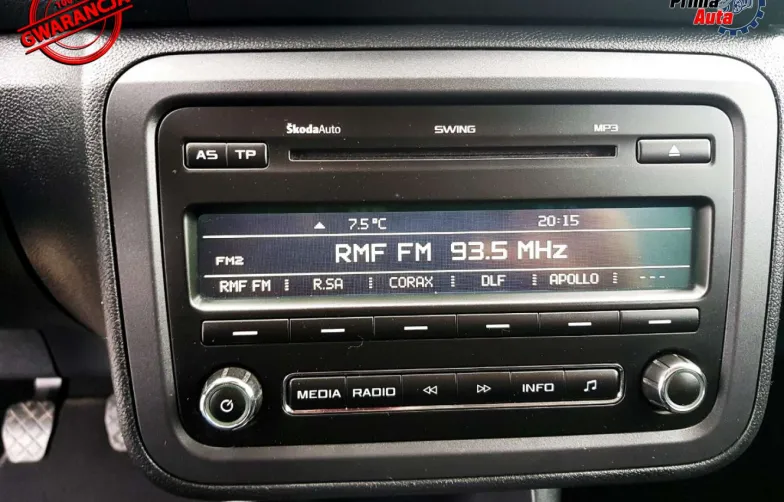 GWARANCJA
Prima
Auta
ŠkodaAuto SWING MP3
AS TP
7.5°C 20:15
FM2 RMF FM 93.5 MHz
RMF FM R.SA CORAX DLF APOLLO ---
MEDIA RADIO INFO